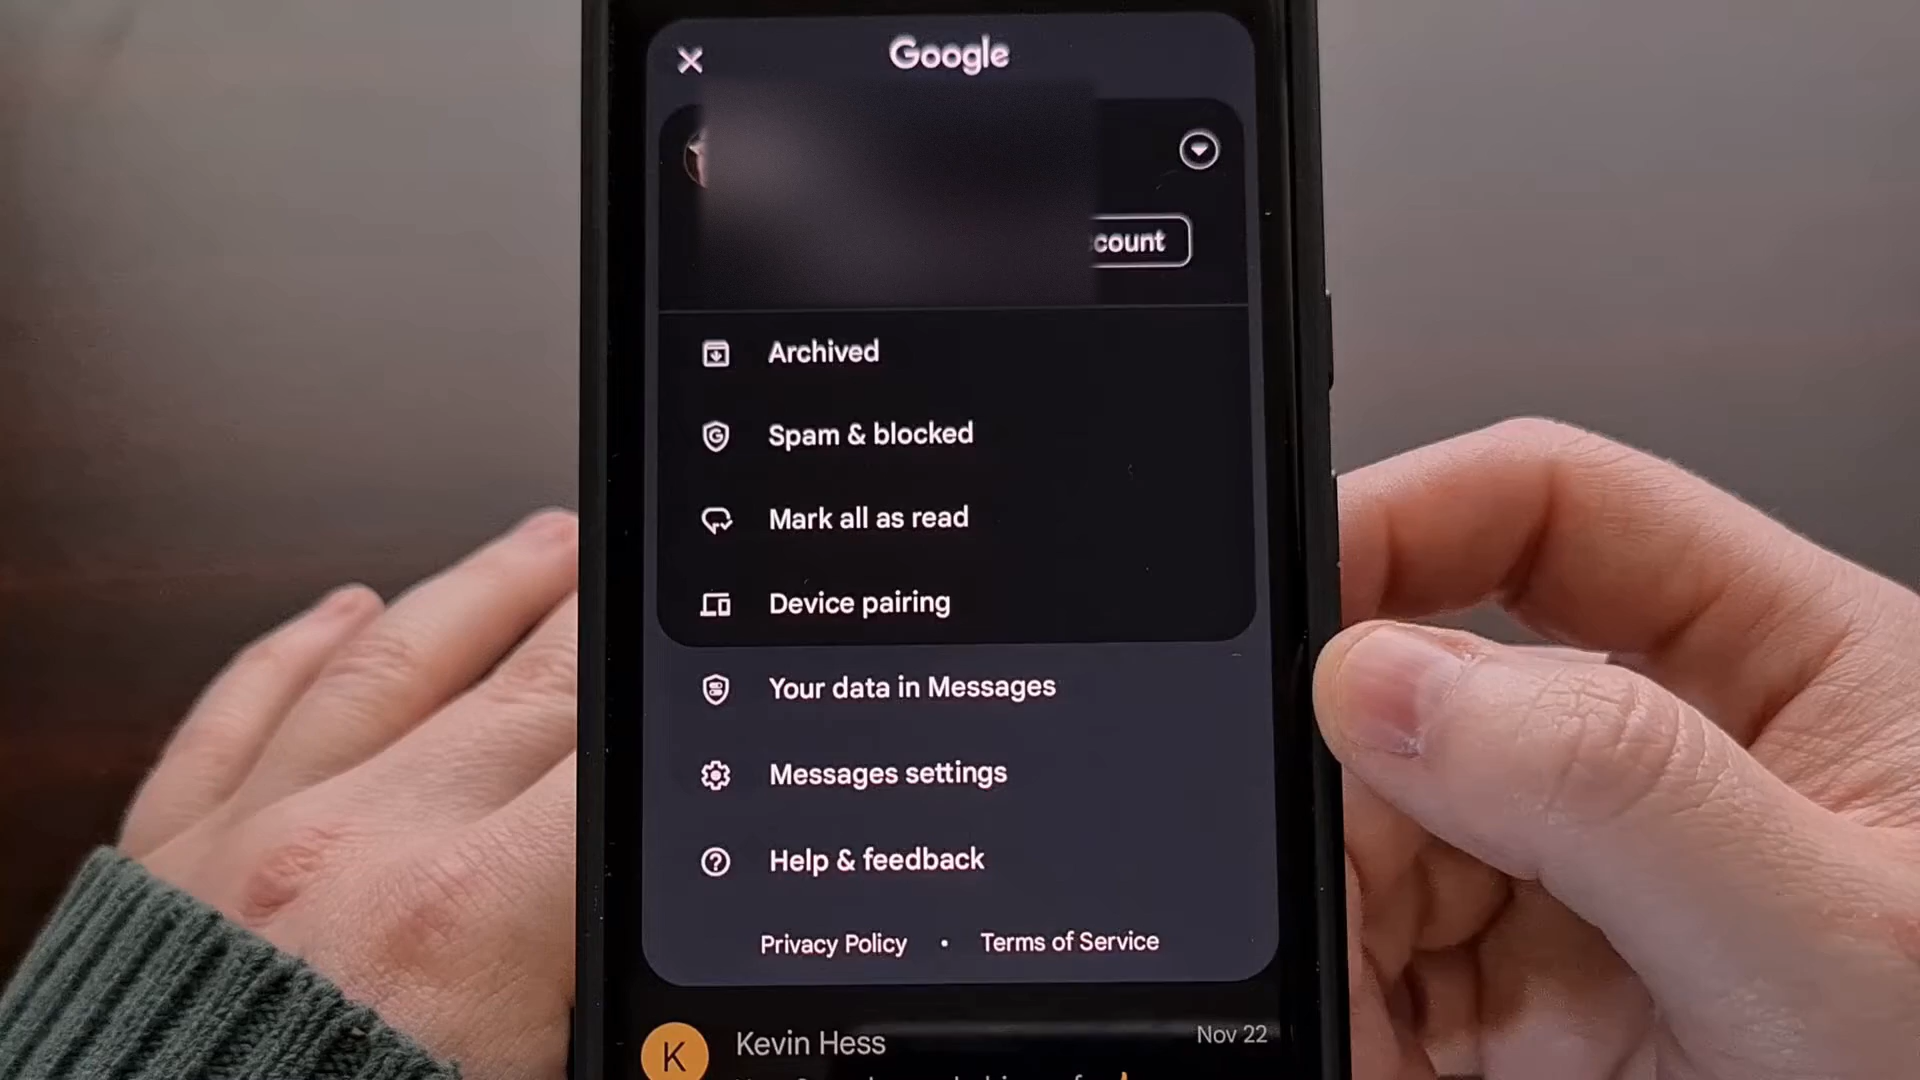 Google
count
Archived
Spam & blocked
Mark all as read
Device pairing
Your data in Messages
Messages settings
Help & feedback
Privacy Policy • Terms of Service
Kevin Hess
Nov 22
K